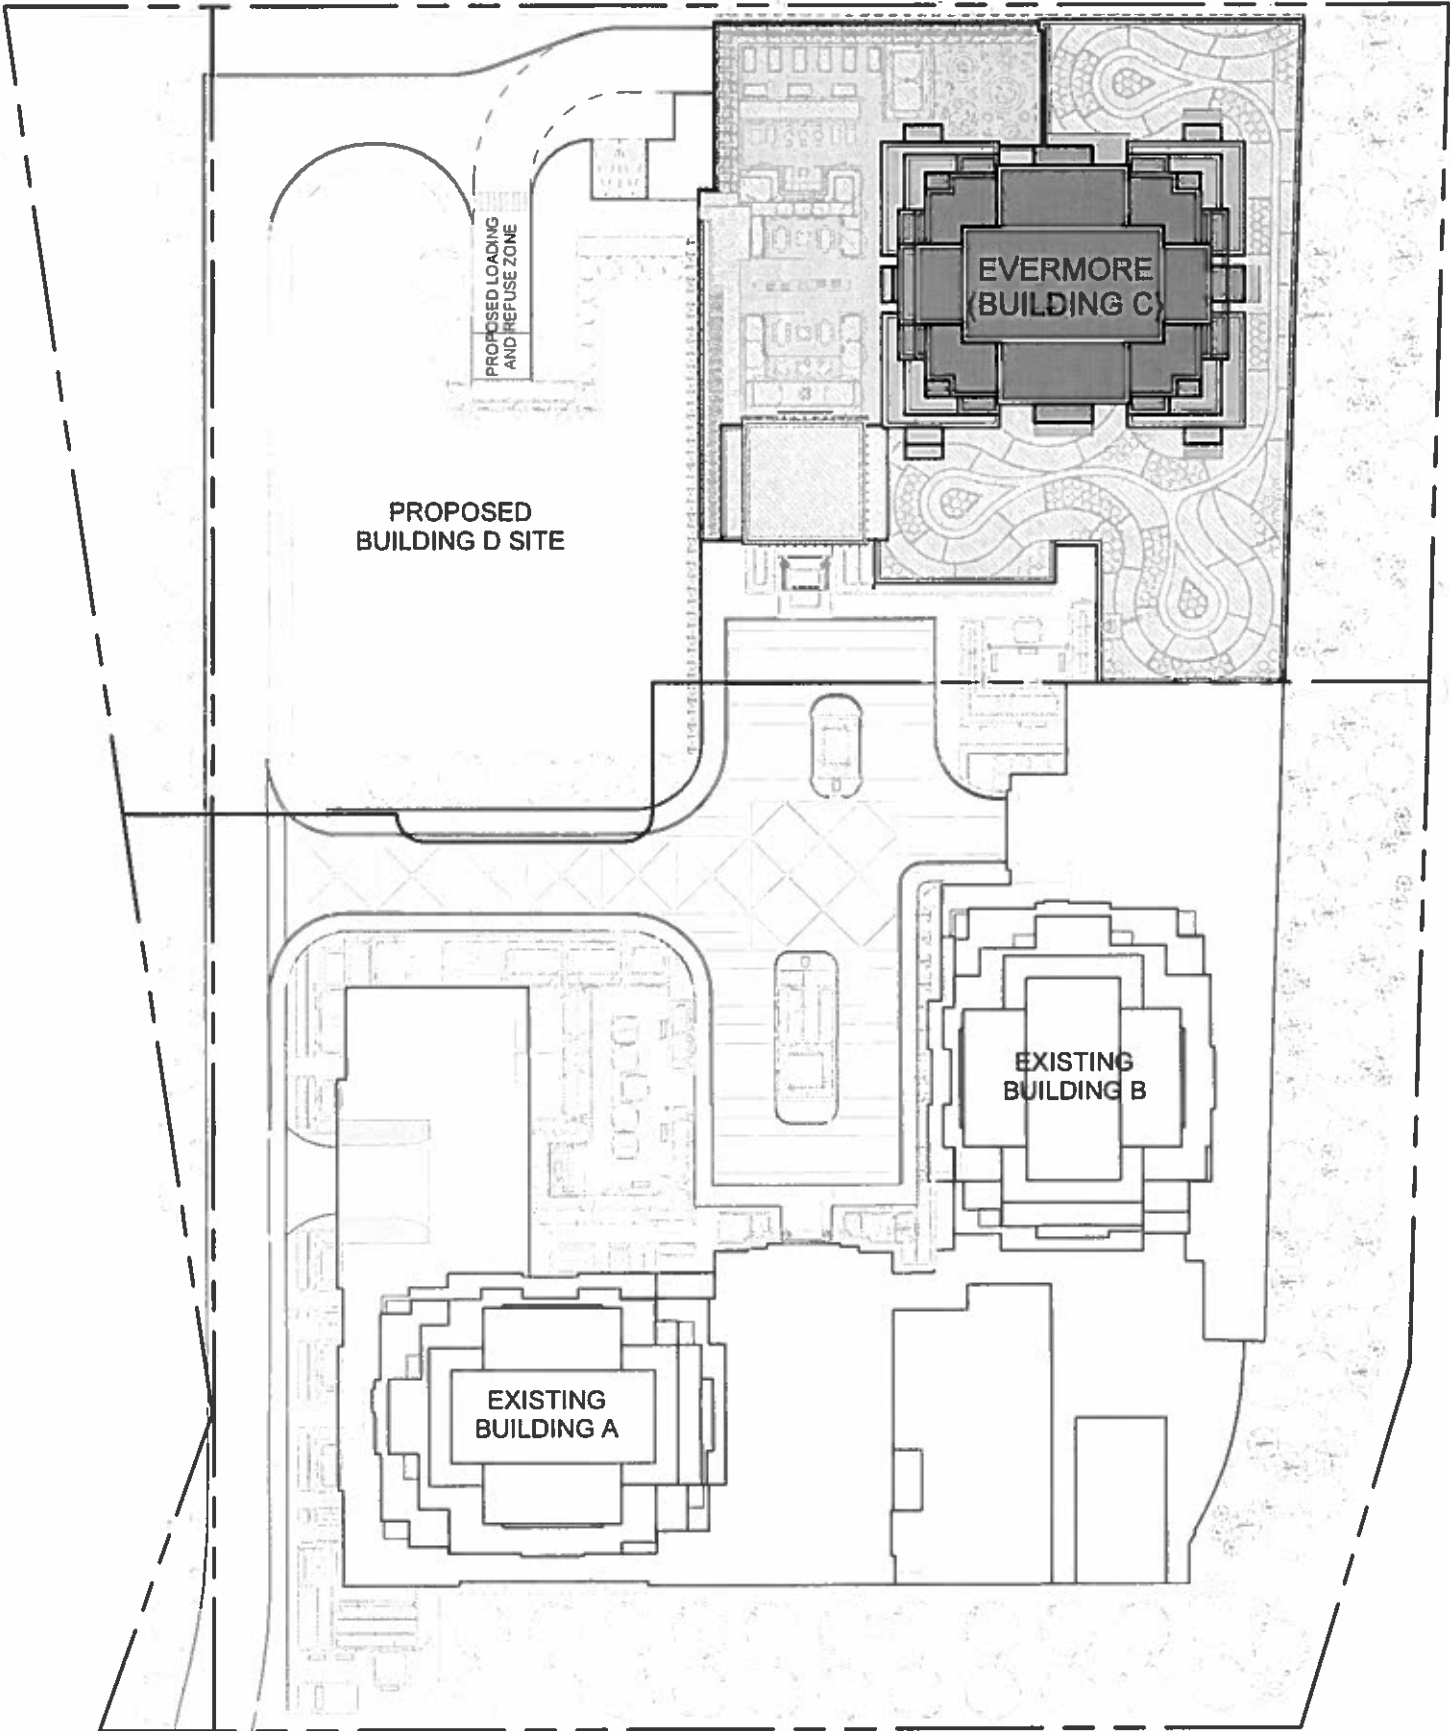 PROPOSED LOADING
AND REFUSE ZONE
EVERMORE
(BUILDING C)
PROPOSED
BUILDING D SITE
EXISTING
BUILDING B
EXISTING
BUILDING A